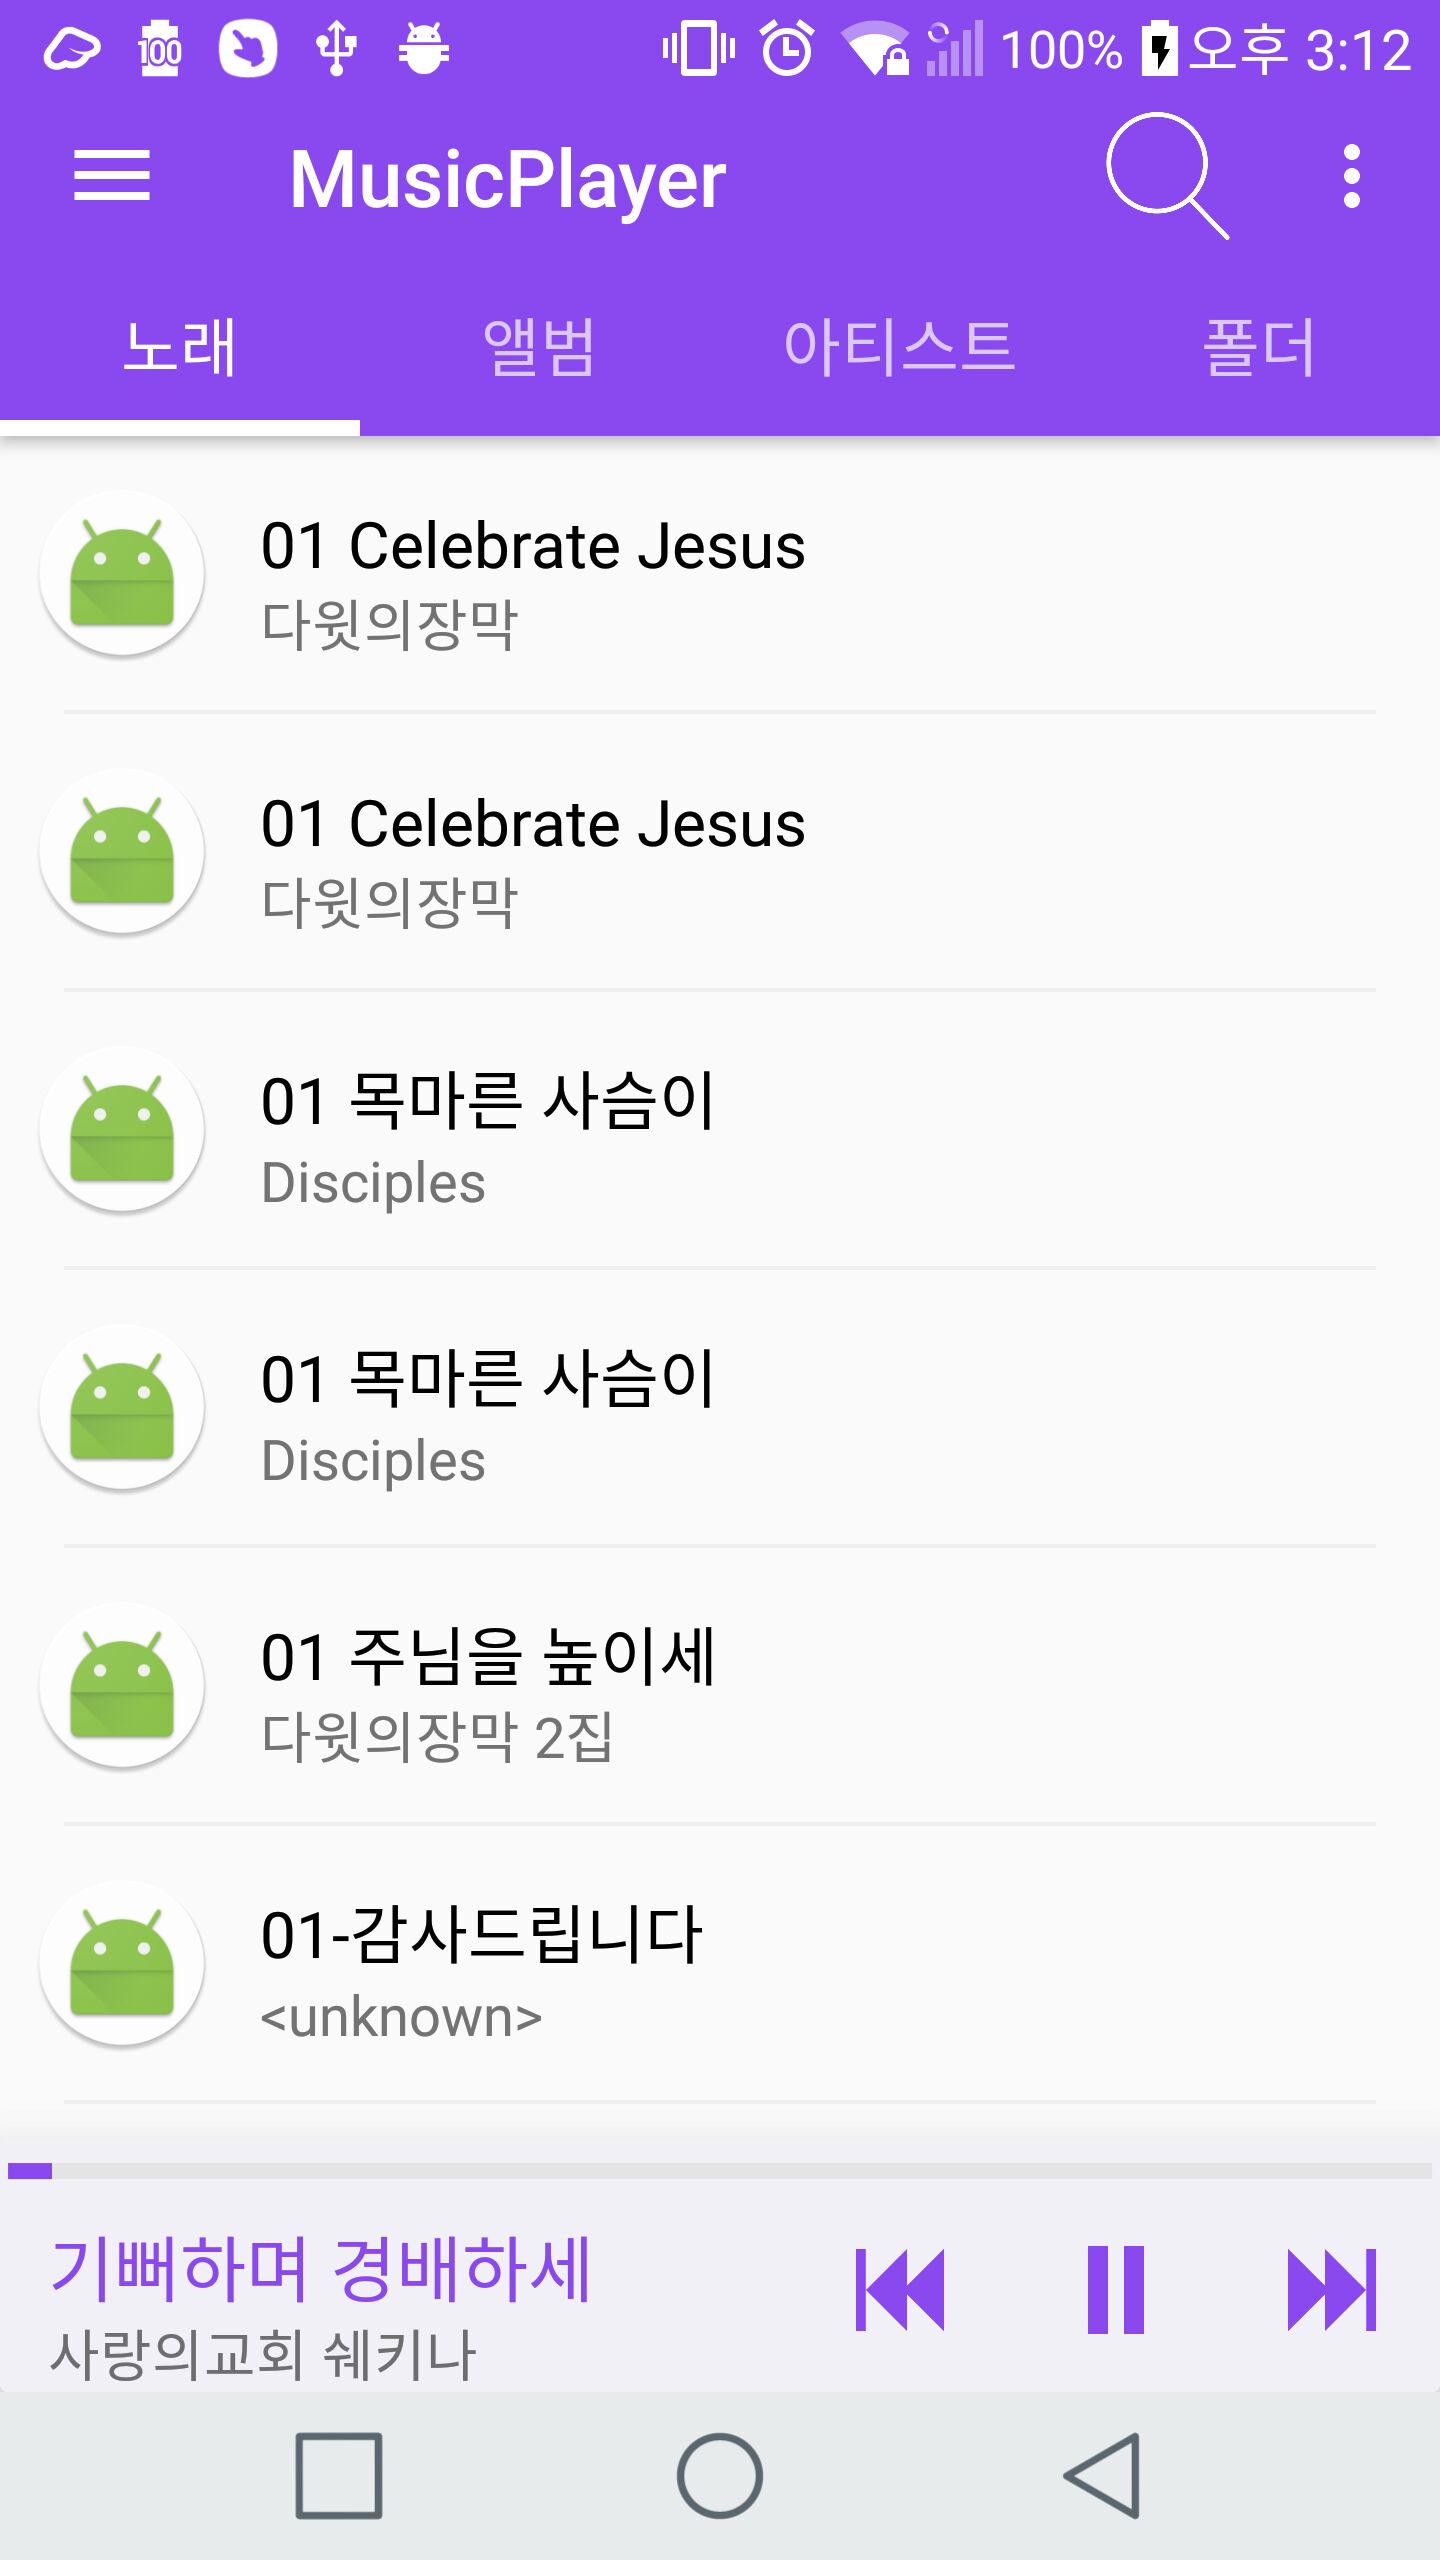 100 100% 오후 3:12
MusicPlayer
노래 앨범 아티스트 폴더
01 Celebrate Jesus
다윗의장막
01 Celebrate Jesus
다윗의장막
01 목마른 사슴이
Disciples
01 목마른 사슴이
Disciples
01 주님을 높이세
다윗의장막 2집
01-감사드립니다
<unknown>
기뻐하며 경배하세
사랑의교회 쉐키나